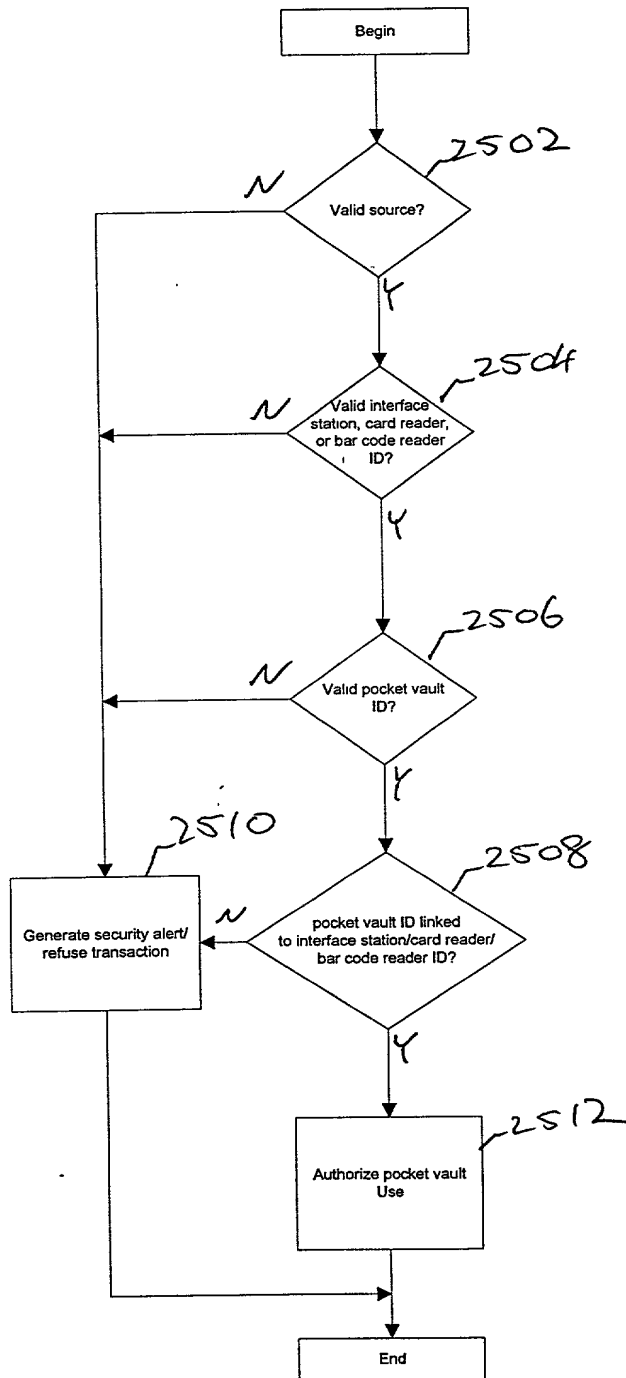 Begin
2502
N
Valid source?
Y
2504
N
Valid interface
station, card reader,
or bar code reader
ID?
Y
2506
N
Valid pocket vault
ID?
Y
2510
2508
Generate security alert/
refuse transaction
N
pocket vault ID linked
to interface station/card reader/
bar code reader ID?
Y
2512
Authorize pocket vault
Use
End